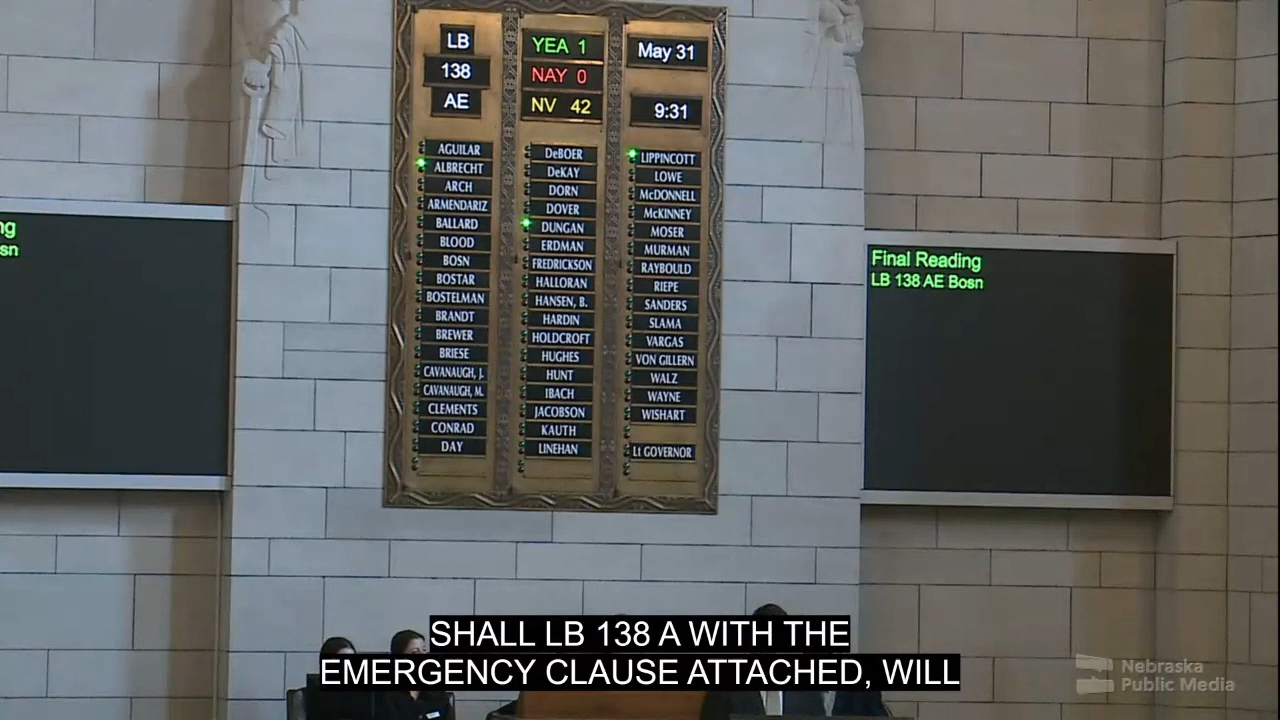 LB
138
AE
YEA 1
NAY 0
NV 42
May 31
9:31
AGUILAR
ALBRECHT
ARCH
ARMENDARIZ
BALLARD
BLOOD
BOSN
BOSTAR
BOSTELMAN
BRANDT
BREWER
BRIESE
CAVANAUGH, J.
CAVANAUGH, M.
CLEMENTS
CONRAD
DAY
DeBOER
DeKAY
DORN
DOVER
DUNGAN
ERDMAN
FREDRICKSON
HALLORAN
HANSEN, B.
HARDIN
HOLDCROFT
HUGHES
HUNT
IBACH
JACOBSON
KAUTH
LINEHAN
LIPPINCOTT
LOWE
McDONNELL
McKINNEY
MOSER
MURMAN
RAYBOULD
RIEPE
SANDERS
SLAMA
VARGAS
VON GILLERN
WALZ
WAYNE
WISHART
Lt GOVERNOR
ng
sn
Final Reading
LB 138 AE Bosn
SHALL LB 138 A WITH THE
EMERGENCY CLAUSE ATTACHED, WILL
Nebraska
Public Media